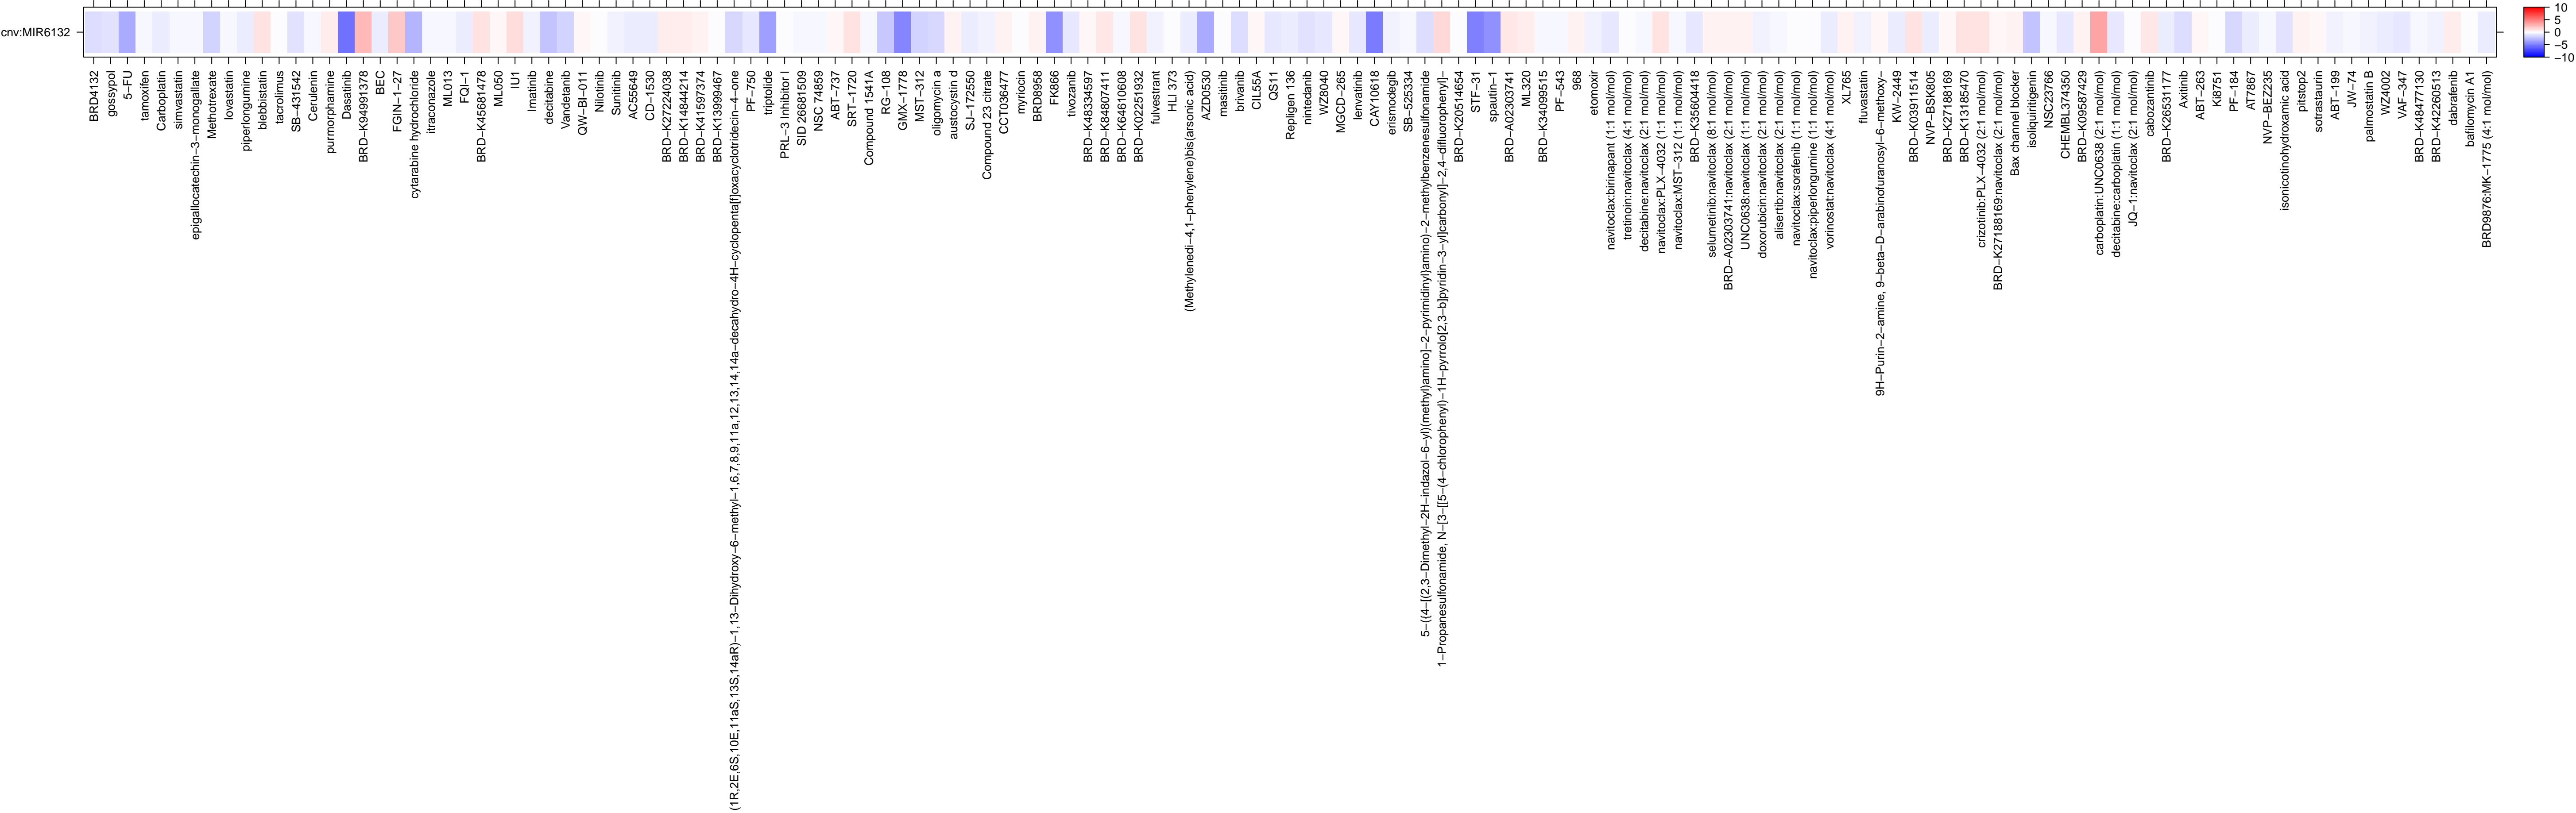 cnv:MIR6132
10
5
0
−5
−10
BRD4132
gossypol
5−FU
tamoxifen
Carboplatin
simvastatin
epigallocatechin−3−monogallate
Methotrexate
lovastatin
piperlongumine
blebbistatin
tacrolimus
SB−431542
Cerulenin
purmorphamine
Dasatinib
BRD−K94991378
BEC
FGIN−1−27
cytarabine hydrochloride
itraconazole
ML013
FQI−1
BRD−K45681478
ML050
IU1
Imatinib
decitabine
Vandetanib
QW−BI−011
Nilotinib
Sunitinib
AC55649
CD−1530
BRD−K27224038
BRD−K14844214
BRD−K41597374
BRD−K13999467
(1R,2E,6S,10E,11aS,13S,14aR)−1,13−Dihydroxy−6−methyl−1,6,7,8,9,11a,12,13,14,14a−decahydro−4H−cyclopenta[f]oxacyclotridecin−4−one
PF−750
triptolide
PRL−3 Inhibitor I
SID 26681509
NSC 74859
ABT−737
SRT−1720
Compound 1541A
RG−108
GMX−1778
MST−312
oligomycin a
austocystin d
SJ−172550
Compound 23 citrate
CCT036477
myriocin
BRD8958
FK866
tivozanib
BRD−K48334597
BRD−K84807411
BRD−K64610608
BRD−K02251932
fulvestrant
HLI 373
(Methylenedi−4,1−phenylene)bis(arsonic acid)
AZD0530
masitinib
brivanib
CIL55A
QS11
Repligen 136
nintedanib
WZ8040
MGCD−265
lenvatinib
CAY10618
erismodegib
SB−525334
5−({4−[(2,3−Dimethyl−2H−indazol−6−yl)(methyl)amino]−2−pyrimidinyl}amino)−2−methylbenzenesulfonamide
1−Propanesulfonamide, N−[3−[[5−(4−chlorophenyl)−1H−pyrrolo[2,3−b]pyridin−3−yl]carbonyl]−2,4−difluorophenyl]−
BRD−K20514654
STF−31
spautin−1
BRD−A02303741
ML320
BRD−K34099515
PF−543
968
etomoxir
navitoclax:birinapant (1:1 mol/mol)
tretinoin:navitoclax (4:1 mol/mol)
decitabine:navitoclax (2:1 mol/mol)
navitoclax:PLX−4032 (1:1 mol/mol)
navitoclax:MST−312 (1:1 mol/mol)
BRD−K35604418
selumetinib:navitoclax (8:1 mol/mol)
BRD−A02303741:navitoclax (2:1 mol/mol)
UNC0638:navitoclax (1:1 mol/mol)
doxorubicin:navitoclax (2:1 mol/mol)
alisertib:navitoclax (2:1 mol/mol)
navitoclax:sorafenib (1:1 mol/mol)
navitoclax:piperlongumine (1:1 mol/mol)
vorinostat:navitoclax (4:1 mol/mol)
XL765
fluvastatin
9H−Purin−2−amine, 9−beta−D−arabinofuranosyl−6−methoxy−
KW−2449
BRD−K03911514
NVP−BSK805
BRD−K27188169
BRD−K13185470
crizotinib:PLX−4032 (2:1 mol/mol)
BRD−K27188169:navitoclax (2:1 mol/mol)
Bax channel blocker
isoliquiritigenin
NSC23766
CHEMBL374350
BRD−K09587429
carboplatin:UNC0638 (2:1 mol/mol)
decitabine:carboplatin (1:1 mol/mol)
JQ−1:navitoclax (2:1 mol/mol)
cabozantinib
BRD−K26531177
Axitinib
ABT−263
Ki8751
PF−184
AT7867
NVP−BEZ235
isonicotinohydroxamic acid
pitstop2
sotrastaurin
ABT−199
JW−74
palmostatin B
WZ4002
VAF−347
BRD−K48477130
BRD−K42260513
dabrafenib
bafilomycin A1
BRD9876:MK−1775 (4:1 mol/mol)